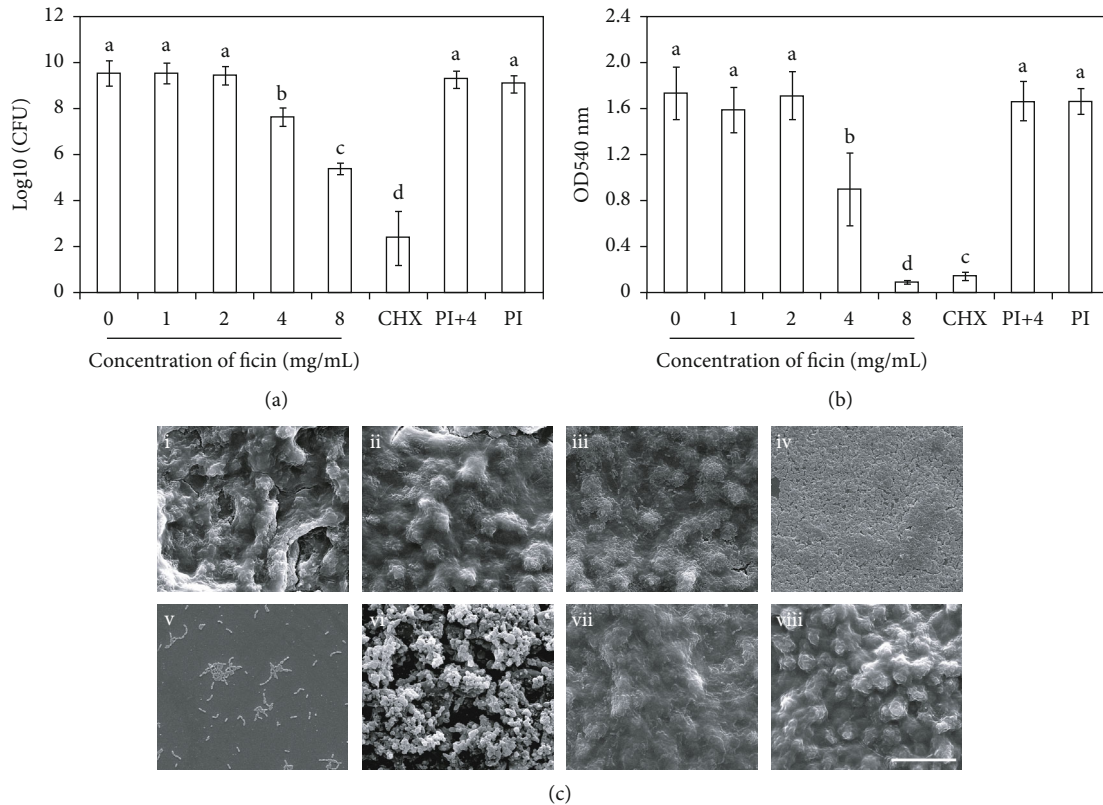 12
10
8
6
4
2
0
Log10 (CFU)
a
a
a
b
c
d
a
a
0
1
2
4
8
CHX
PI+4
PI
Concentration of ficin (mg/mL)
(a)
2.4
2.0
1.6
1.2
0.8
0.4
0
OD540 nm
a
a
a
b
d
c
a
a
0
1
2
4
8
CHX
PI+4
PI
Concentration of ficin (mg/mL)
(b)
i
ii
iii
iv
v
vi
vii
viii
(c)